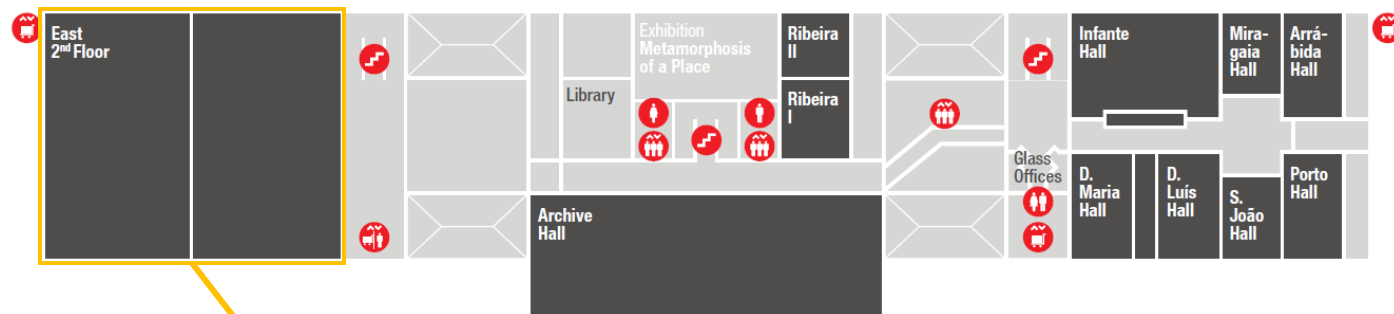 East
2nd Floor
Library
Exhibition
Metamorphosis
of a Place
Ribeira
II
Ribeira
I
Archive
Hall
Glass
Offices
Infante
Hall
Mira-
gaia
Hall
Arrá-
bida
Hall
D.
Maria
Hall
D.
Luís
Hall
S.
João
Hall
Porto
Hall